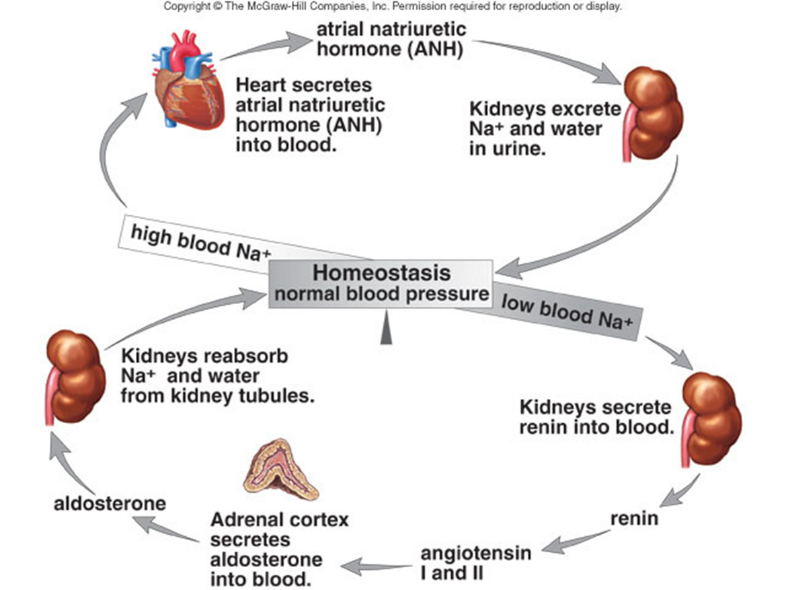 Copyright © The McGraw-Hill Companies, Inc. Permission required for reproduction or display.
atrial natriuretic
hormone (ANH)
Heart secretes
atrial natriuretic
hormone (ANH)
into blood.
Kidneys excrete
Na⁺ and water
in urine.
high blood Na⁺
Homeostasis
normal blood pressure
low blood Na⁺
Kidneys reabsorb
Na⁺ and water
from kidney tubules.
Kidneys secrete
renin into blood.
renin
angiotensin
I and II
Adrenal cortex
secretes
aldosterone
into blood.
aldosterone